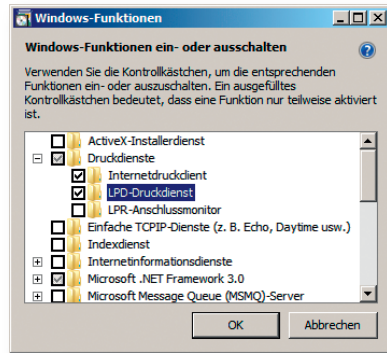 Windows-Funktionen
Windows-Funktionen ein- oder ausschalten
Verwenden Sie die Kontrollkästchen, um die entsprechenden
Funktionen ein- oder auszuschalten. Ein ausgefülltes
Kontrollkästchen bedeutet, dass eine Funktion nur teilweise aktiviert
ist.
ActiveX-Installerdienst
Druckdienste
Internetdruckdient
LPD-Druckdienst
LPR-Anschlussmonitor
Einfache TCPIP-Dienste (z. B. Echo, Daytime usw.)
Indexdienst
Internetinformationsdienste
Microsoft .NET Framework 3.0
Microsoft Message Queue (MSMQ)-Server
OK Abbrechen